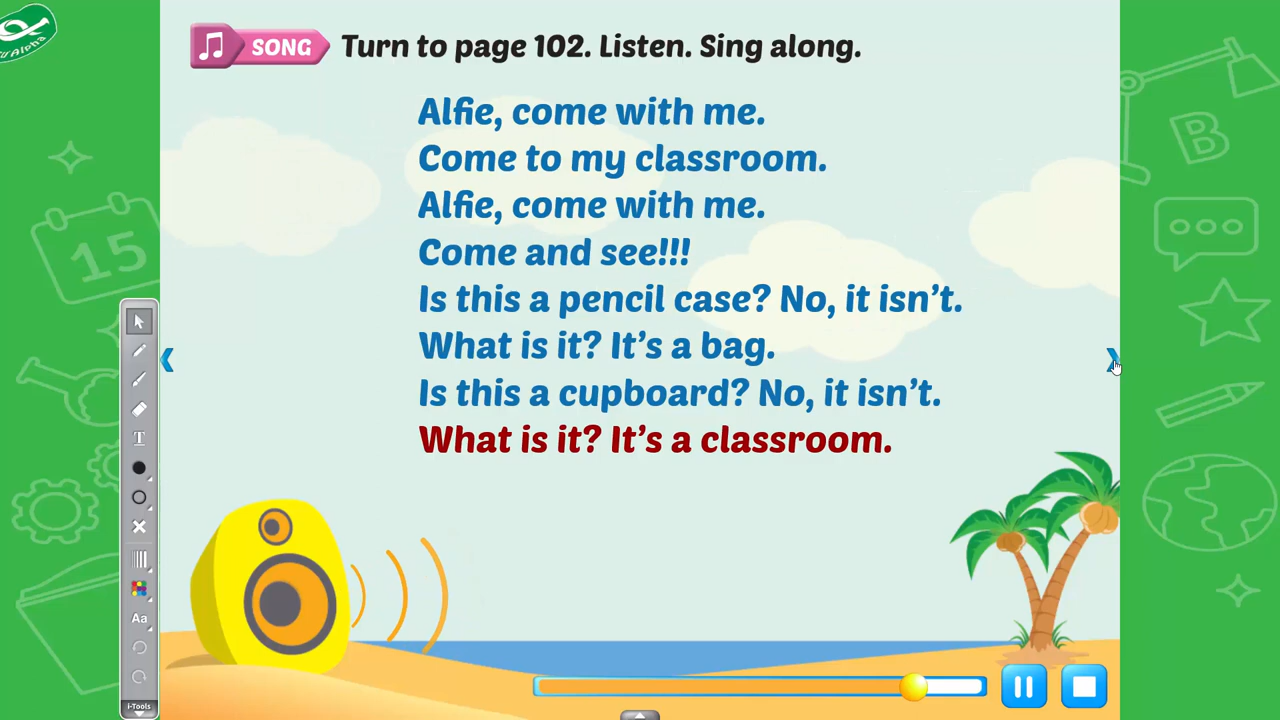 SONG Turn to page 102. Listen. Sing along.
Alfie, come with me.
Come to my classroom.
Alfie, come with me.
Come and see!!!
Is this a pencil case? No, it isn’t.
What is it? It’s a bag.
Is this a cupboard? No, it isn’t.
What is it? It’s a classroom.
15
B
T
Aa
i-Tools